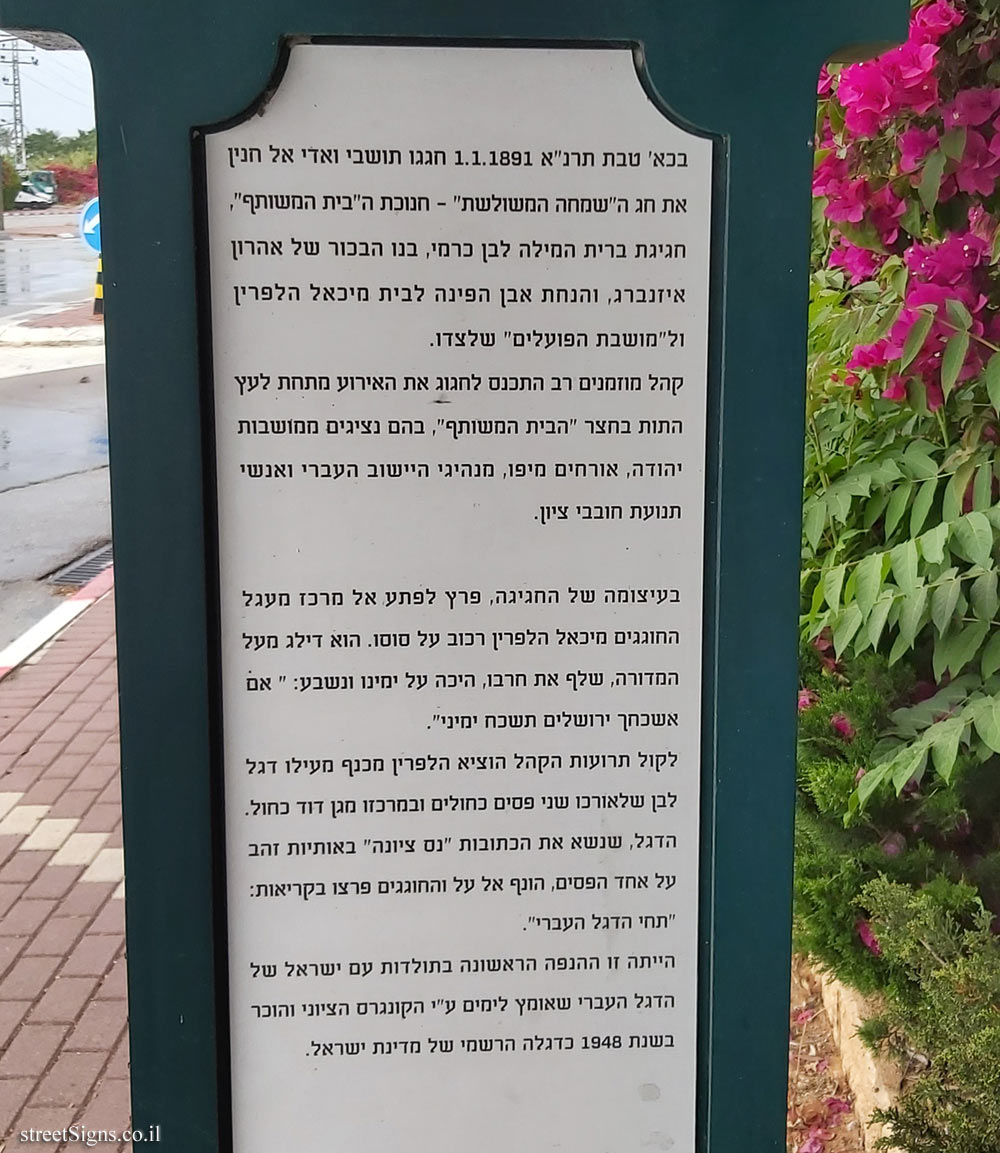 בכא' טבת תרנ"א 1.1.1891 חגגו תושבי ואדי אל חנין
את חג ה"שמחה המשולשת" – חנוכת ה"בית המשותף",
חגיגת ברית המילה לבן כרמי, בנו הבכור של אהרון
איזנברג, והנחת אבן הפינה לבית מיכאל הלפרין
ול"מושבת הפועלים" שלצדו.
קהל מוזמנים רב התכנס לחגוג את האירוע מתחת לעץ
התות בחצר "הבית המשותף", בהם נציגים ממושבות
יהודה, אורחים מיפו, מנהיגי היישוב העברי ואנשי
תנועת חובבי ציון.
בעיצומה של החגיגה, פרץ לפתע אל מרכז מעגל
החוגגים מיכאל הלפרין רכוב על סוסו. הוא דילג מעל
המדורה, שלף את חרבו, היכה על ימינו ונשבע: " אם
אשכחך ירושלים תשכח ימיני".
לקול תרועות הקהל הוציא הלפרין מכנף מעילו דגל
לבן שלאורכו שני פסים כחולים ובמרכזו מגן דוד כחול.
הדגל, שנשא את הכתובות "נס ציונה" באותיות זהב
על אחד הפסים, הונף אל על והחוגגים פרצו בקריאות:
"תחי הדגל העברי".
הייתה זו ההנפה הראשונה בתולדות עם ישראל של
הדגל העברי שאומץ לימים ע"י הקונגרס הציוני והוכר
בשנת 1948 כדגלה הרשמי של מדינת ישראל.
streetSigns.co.il